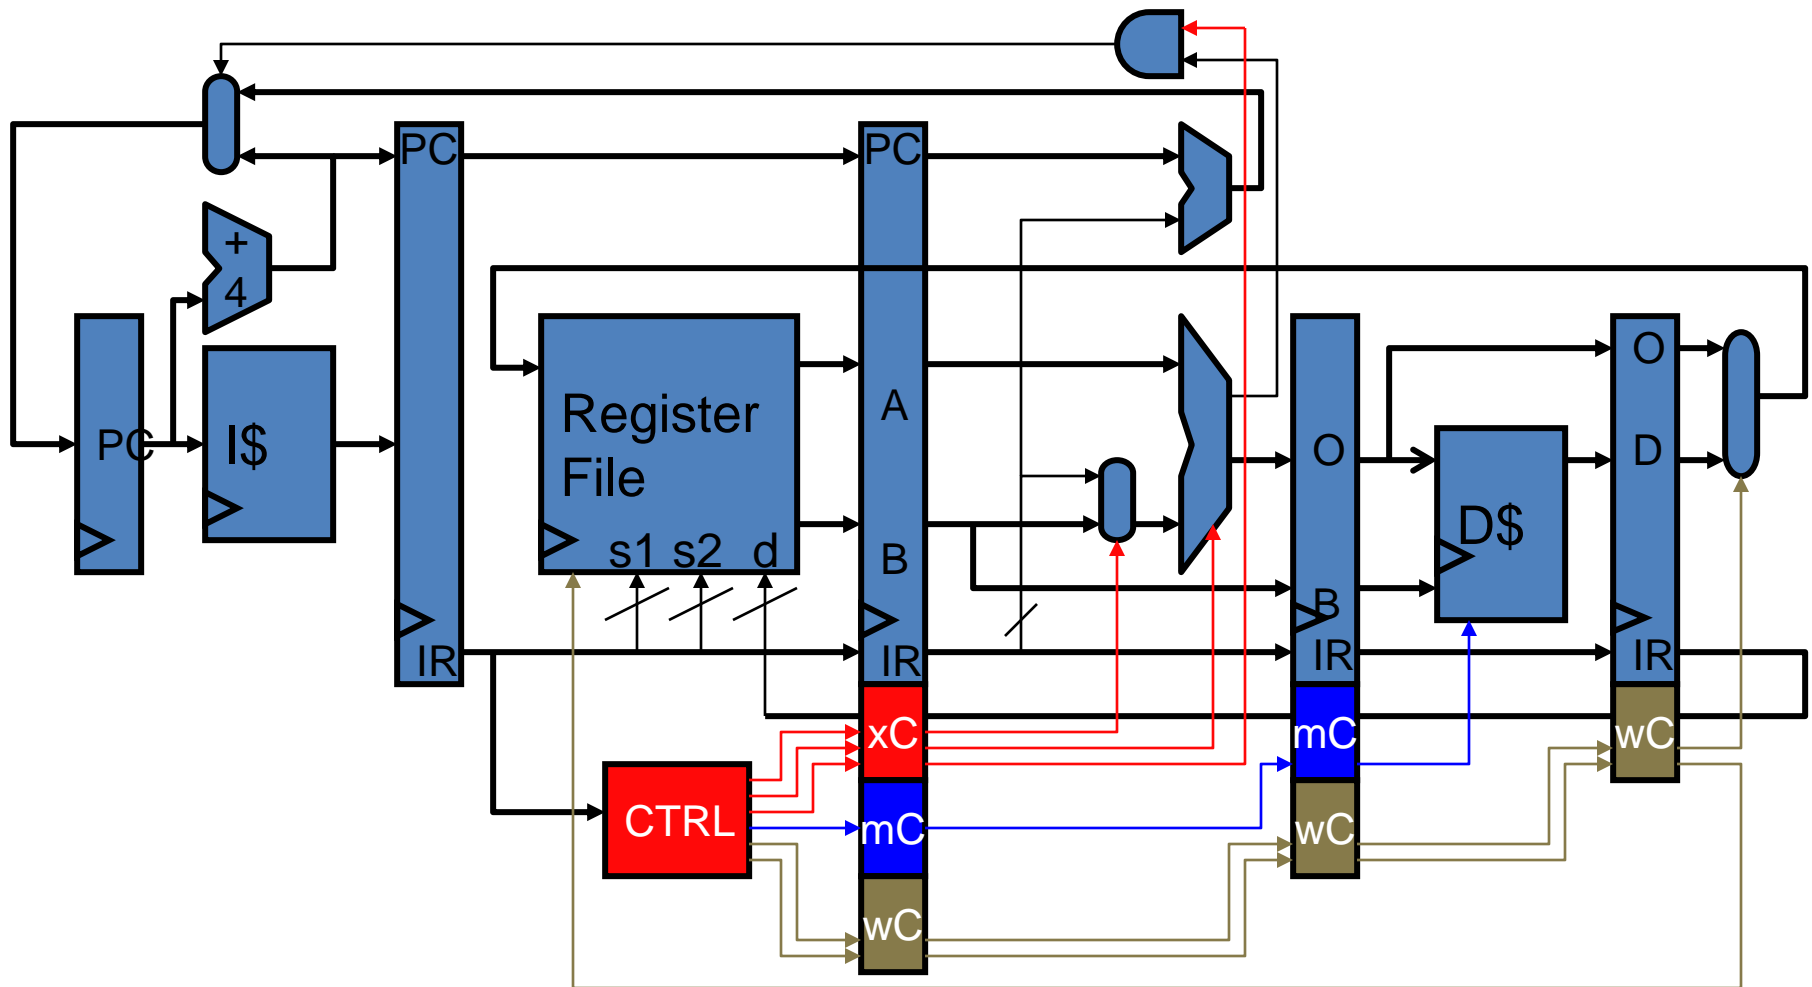 PC
PC
+
4
PC
I$
Register
File
s1 s2 d
IR
A
B
IR
O
B
IR
D$
O
D
IR
xC
mC
wC
CTRL
mC
wC
wC